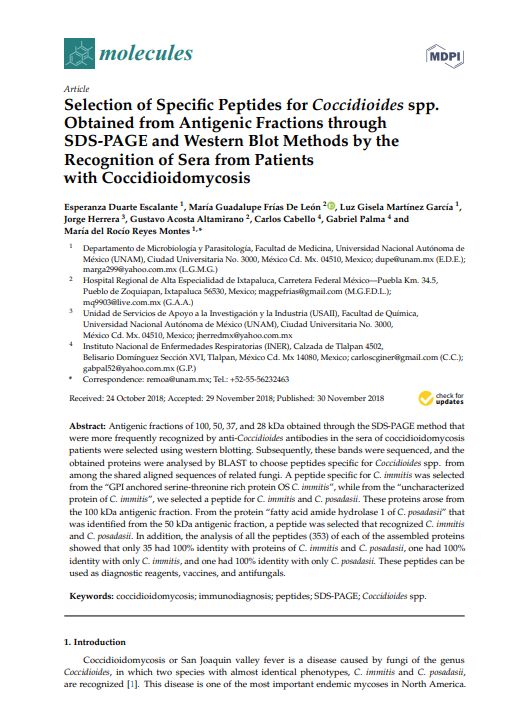 molecules
MDPI
Article
Selection of Specific Peptides for Coccidioides spp.
Obtained from Antigenic Fractions through
SDS-PAGE and Western Blot Methods by the
Recognition of Sera from Patients
with Coccidioidomycosis
Esperanza Duarte Escalante 1, María Guadalupe Frías De León 2, Luz Gisela Martínez García 1,
Jorge Herrera 3, Gustavo Acosta Altamirano 2, Carlos Cabello 4, Gabriel Palma 4 and
María del Rocío Reyes Montes 1,*
1 Departamento de Microbiología y Parasitología, Facultad de Medicina, Universidad Nacional Autónoma de
México (UNAM), Ciudad Universitaria No. 3000, México Cd. Mx. 04510, Mexico; dupe@unam.mx (E.D.E.);
marga299@yahoo.com.mx (L.G.M.G.)
2 Hospital Regional de Alta Especialidad de Ixtapaluca, Carretera Federal México—Puebla Km. 34.5,
Pueblo de Zoquiapan, Ixtapaluca 56530, Mexico; magpefrias@gmail.com (M.G.F.D.L.);
mq9903@live.com.mx (G.A.A.)
3 Unidad de Servicios de Apoyo a la Investigación y la Industria (USAII), Facultad de Química,
Universidad Nacional Autónoma de México (UNAM), Ciudad Universitaria No. 3000,
México Cd. Mx. 04510, Mexico; jherredmx@yahoo.com.mx
4 Instituto Nacional de Enfermedades Respiratorias (INER), Calzada de Tlalpan 4502,
Belisario Domínguez Sección XVI, Tlalpan, México Cd. Mx 14080, Mexico; carloscginer@gmail.com (C.C.);
gabpal52@yahoo.com.mx (G.P.)
* Correspondence: remoa@unam.mx; Tel.: +52-55-56232463
Received: 24 October 2018; Accepted: 29 November 2018; Published: 30 November 2018
check for
updates
Abstract: Antigenic fractions of 100, 50, 37, and 28 kDa obtained through the SDS-PAGE method that
were more frequently recognized by anti-Coccidioides antibodies in the sera of coccidioidomycosis
patients were selected using western blotting. Subsequently, these bands were sequenced, and the
obtained proteins were analysed by BLAST to choose peptides specific for Coccidioides spp. from
among the shared aligned sequences of related fungi. A peptide specific for C. immitis was selected
from the “GPI anchored serine-threonine rich protein OS C. immitis”, while from the “uncharacterized
protein of C. immitis”, we selected a peptide for C. immitis and C. posadasii. These proteins arose from
the 100 kDa antigenic fraction. From the protein “fatty acid amide hydrolase 1 of C. posadasii” that
was identified from the 50 kDa antigenic fraction, a peptide was selected that recognized C. immitis
and C. posadasii. In addition, the analysis of all the peptides (353) of each of the assembled proteins
showed that only 35 had 100% identity with proteins of C. immitis and C. posadasii, one had 100%
identity with only C. immitis, and one had 100% identity with only C. posadasii. These peptides can be
used as diagnostic reagents, vaccines, and antifungals.
Keywords: coccidioidomycosis; immunodiagnosis; peptides; SDS-PAGE; Coccidioides spp.
1. Introduction
Coccidioidomycosis or San Joaquin valley fever is a disease caused by fungi of the genus
Coccidioides, in which two species with almost identical phenotypes, C. immitis and C. posadasii,
are recognized [1]. This disease is one of the most important endemic mycoses in North America.